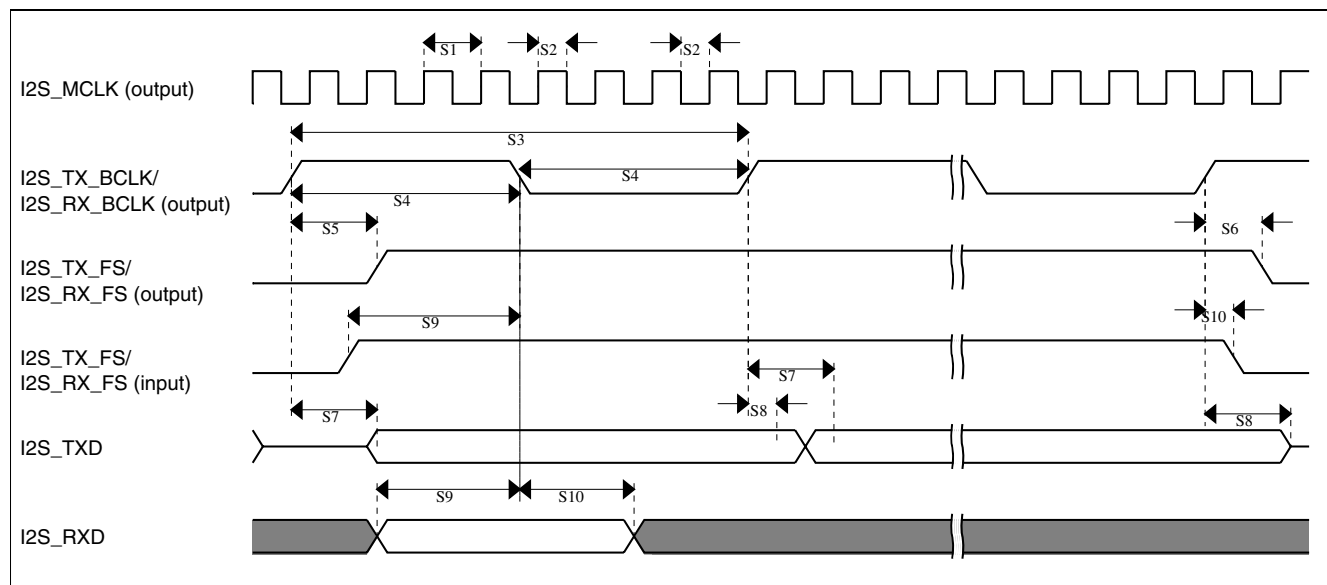 S1
S2
S2
I2S_MCLK (output)
S3
I2S_TX_BCLK/
I2S_RX_BCLK (output)
S4
S4
S5
S6
I2S_TX_FS/
I2S_RX_FS (output)
S9
S10
I2S_TX_FS/
I2S_RX_FS (input)
S7
S7
S8
S8
I2S_TXD
S9
S10
I2S_RXD